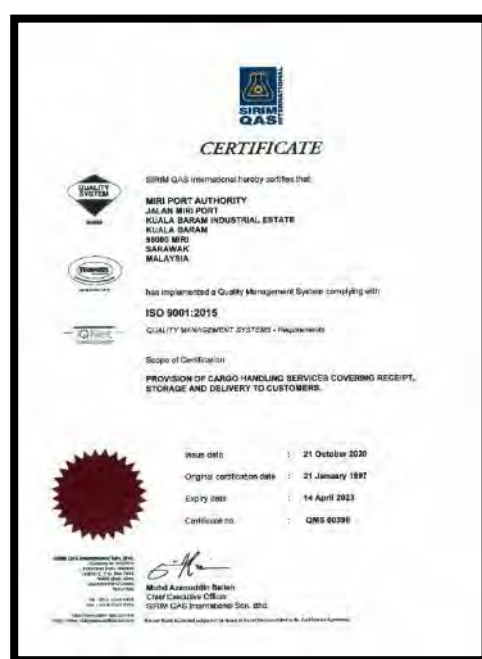 SIRIM
QAS
INTERNATIONAL
CERTIFICATE
SIRIM QAS International hereby certifies that
QUALITY
SYSTEM
MIRI PORT AUTHORITY
JALAN MIRI PORT
KUALA BARAM INDUSTRIAL ESTATE
KUALA BARAM
98000 MIRI
SARAWAK
MALAYSIA
has implemented a Quality Management System complying with
ISO 9001:2015
QUALITY MANAGEMENT SYSTEMS - Requirements
Scope of Certification
PROVISION OF CARGO HANDLING SERVICES COVERING RECEIPT,
STORAGE AND DELIVERY TO CUSTOMERS.
Issue date : 21 October 2020
Original certification date : 21 January 1997
Expiry date : 14 April 2023
Certificate no. :
Chief Executive Officer
SIRIM QAS International Sdn. Bhd.